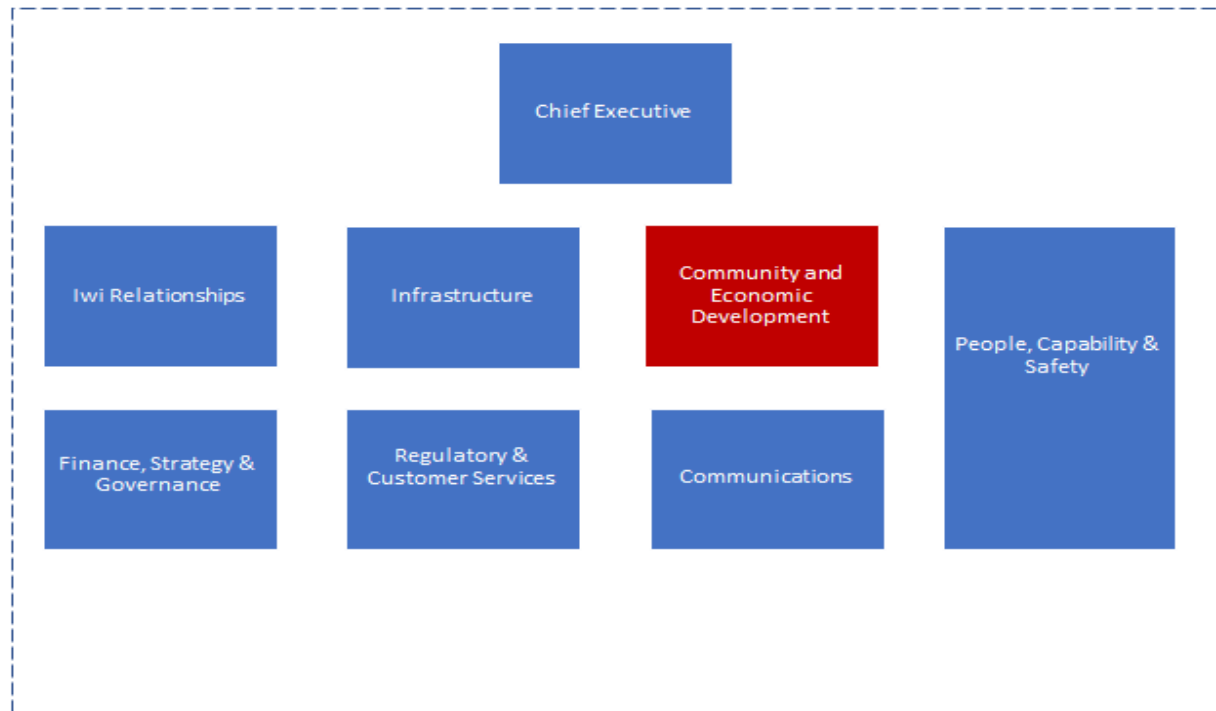 Chief Executive
Iwi Relationships
Infrastructure
Community and
Economic
Development
People, Capability &
Safety
Finance, Strategy &
Governance
Regulatory &
Customer Services
Communications